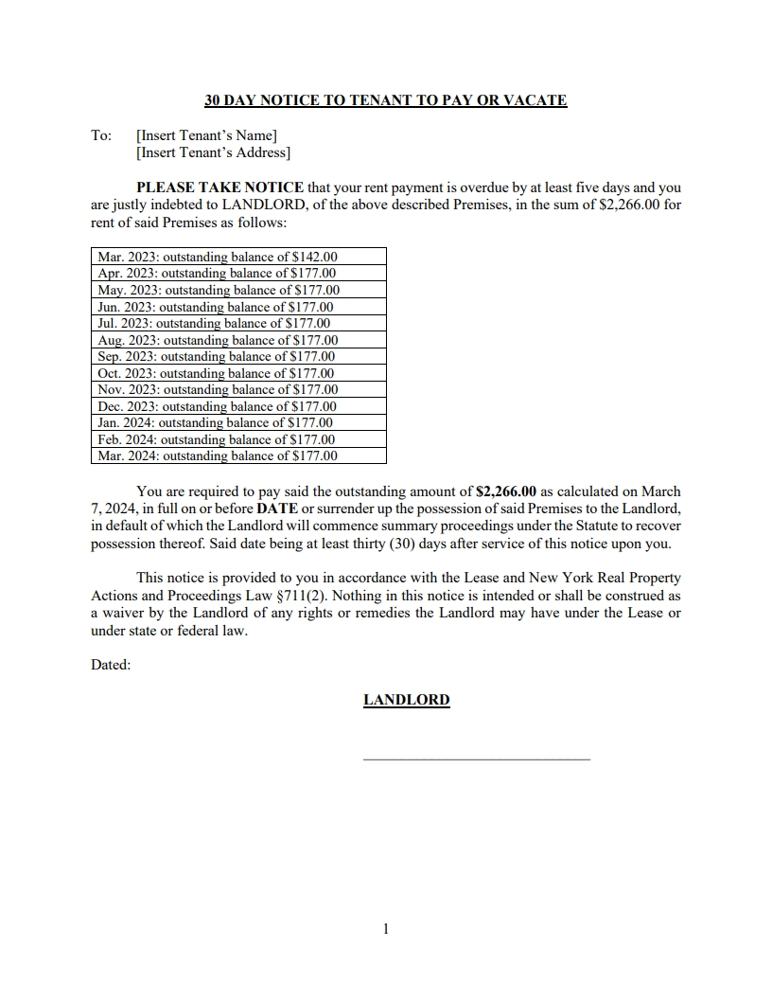 30 DAY NOTICE TO TENANT TO PAY OR VACATE
To: [Insert Tenant’s Name]
[Insert Tenant’s Address]
PLEASE TAKE NOTICE that your rent payment is overdue by at least five days and you
are justly indebted to LANDLORD, of the above described Premises, in the sum of $2,266.00 for
rent of said Premises as follows:
Mar. 2023: outstanding balance of $142.00
Apr. 2023: outstanding balance of $177.00
May. 2023: outstanding balance of $177.00
Jun. 2023: outstanding balance of $177.00
Jul. 2023: outstanding balance of $177.00
Aug. 2023: outstanding balance of $177.00
Sep. 2023: outstanding balance of $177.00
Oct. 2023: outstanding balance of $177.00
Nov. 2023: outstanding balance of $177.00
Dec. 2023: outstanding balance of $177.00
Jan. 2024: outstanding balance of $177.00
Feb. 2024: outstanding balance of $177.00
Mar. 2024: outstanding balance of $177.00
You are required to pay said the outstanding amount of $2,266.00 as calculated on March
7, 2024, in full on or before DATE or surrender up the possession of said Premises to the Landlord,
in default of which the Landlord will commence summary proceedings under the Statute to recover
possession thereof. Said date being at least thirty (30) days after service of this notice upon you.
This notice is provided to you in accordance with the Lease and New York Real Property
Actions and Proceedings Law §711(2). Nothing in this notice is intended or shall be construed as
a waiver by the Landlord of any rights or remedies the Landlord may have under the Lease or
under state or federal law.
Dated:
LANDLORD
1